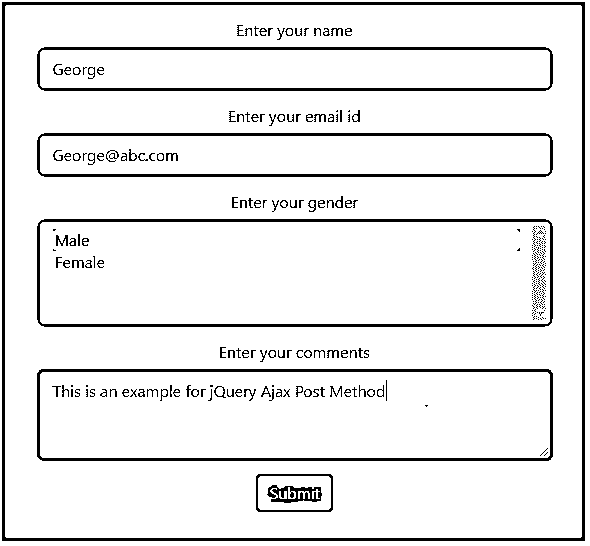 Enter your name
George
Enter your email id
George@abc.com
Enter your gender
Male
Female
Enter your comments
This is an example for jQuery Ajax Post Method
Submit